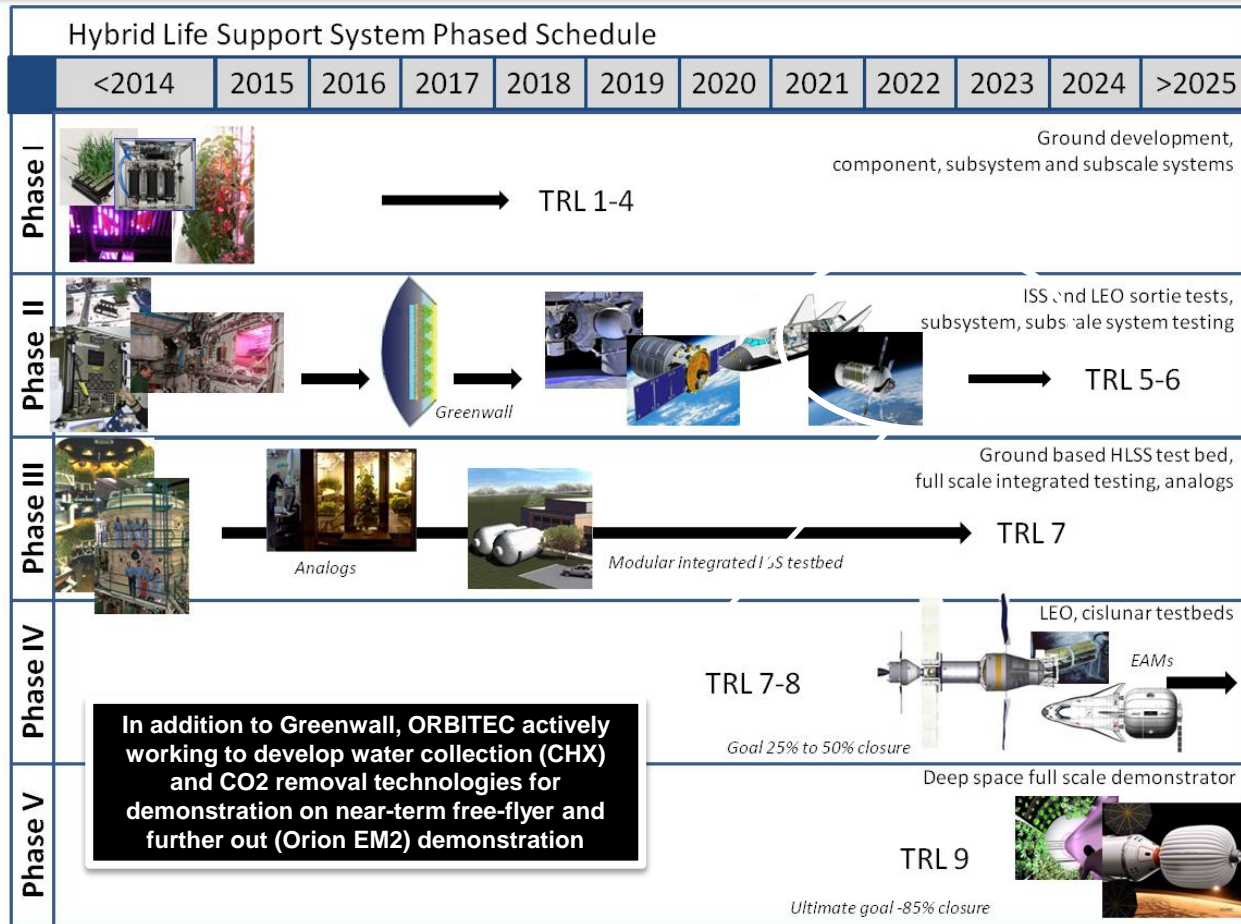 Hybrid Life Support System Phased Schedule
<2014 2015 2016 2017 2018 2019 2020 2021 2022 2023 2024 >2025
Phase I
Ground development,
component, subsystem and subscale systems
TRL 1-4
Phase II
ISS and LEO sortie tests,
subsystem, subscale system testing
TRL 5-6
Greenwall
Phase III
Ground based HLSS test bed,
full scale integrated testing, analogs
TRL 7
Analogs
Modular integrated testbed
Phase IV
LEO, cislunar testbeds
EAMs
TRL 7-8
Goal 25% to 50% closure
In addition to Greenwall, ORBITEC actively
working to develop water collection (CHX)
and CO2 removal technologies for
demonstration on near-term free-flyer and
further out (Orion EM2) demonstration
Phase V
Deep space full scale demonstrator
TRL 9
Ultimate goal -85% closure